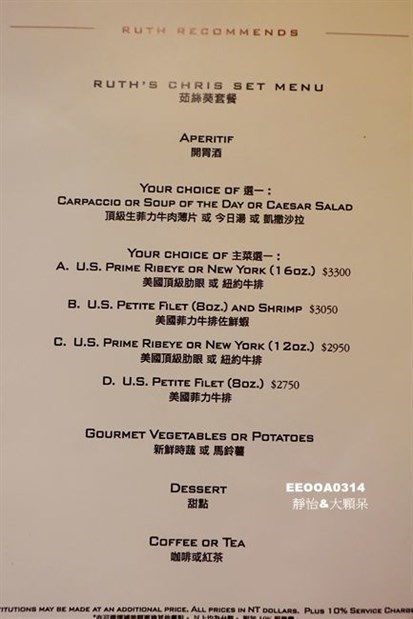 RUTH RECOMMENDS
RUTH'S CHRIS SET MENU
茹絲葵套餐
APERITIF
開胃酒
YOUR CHOICE OF 選一：
CARPACCIO OR SOUP OF THE DAY OR CAESAR SALAD
頂級生菲力牛肉薄片 或 今日湯 或 凱撒沙拉
YOUR CHOICE OF 主菜選一：
A. U.S. PRIME RIBEYE OR NEW YORK (16OZ.) $3300
美國頂級肋眼 或 紐約牛排
B. U.S. PETITE FILET (8OZ.) AND SHRIMP $3050
美國菲力牛排佐鮮蝦
C. U.S. PRIME RIBEYE OR NEW YORK (12OZ.) $2950
美國頂級肋眼 或 紐約牛排
D. U.S. PETITE FILET (8OZ.) $2750
美國菲力牛排
GOURMET VEGETABLES OR POTATOES
新鮮時蔬 或 馬鈴薯
EEOOA0314
靜怡&大顆呆
DESSERT
甜點
COFFEE OR TEA
咖啡或紅茶
TITUTIONS MAY BE MADE AT AN ADDITIONAL PRICE. ALL PRICES IN NT DOLLARS. PLUS 10% SERVICE CHARG